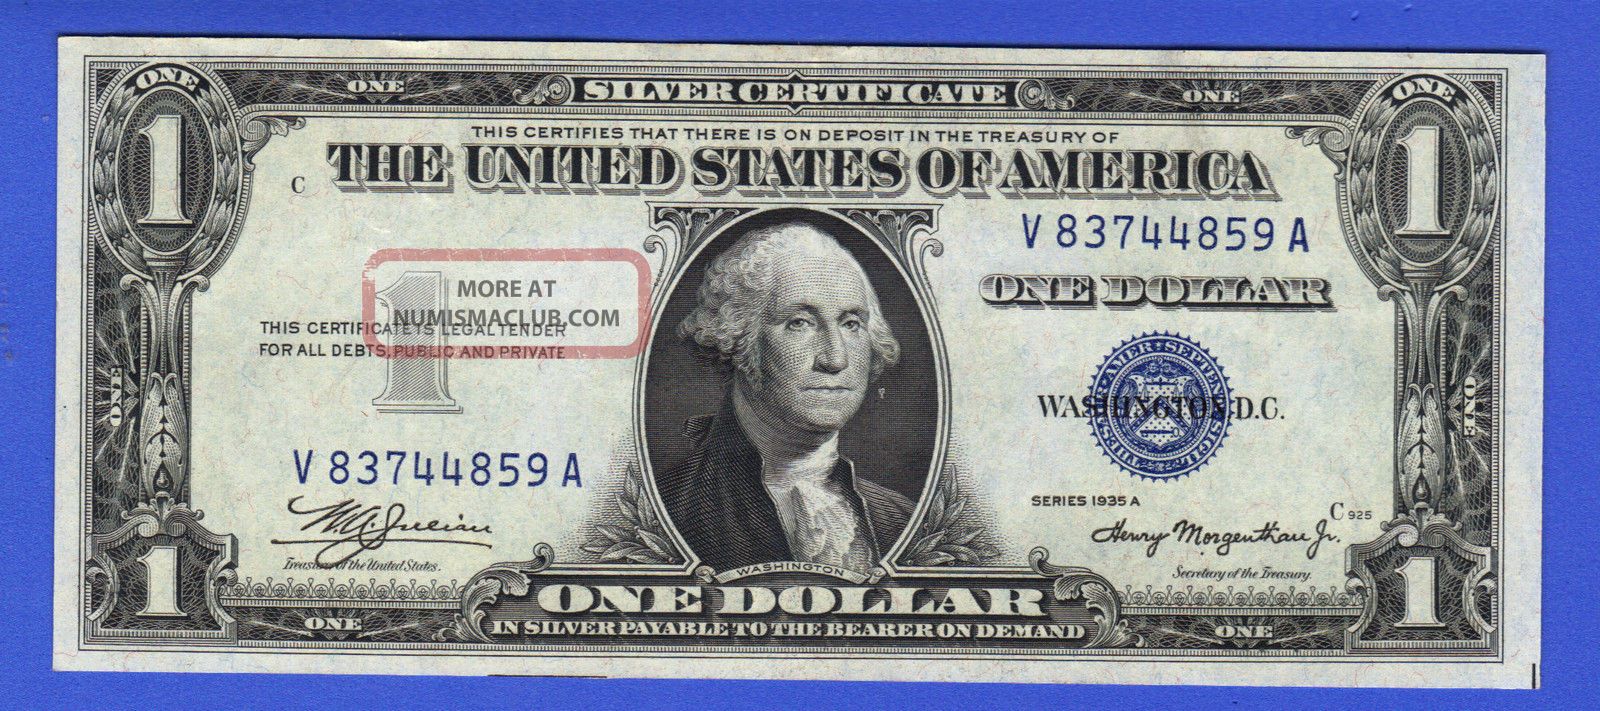 ONE ONE SILVER CERTIFICATE ONE ONE
1 1
THIS CERTIFIES THAT THERE IS ON DEPOSIT IN THE TREASURY OF
C THE UNITED STATES OF AMERICA
V 83744859 A
ONE DOLLAR
1
MORE AT
NUMISMACLUB.COM
THIS CERTIFICATE IS LEGAL TENDER
FOR ALL DEBTS, PUBLIC AND PRIVATE
ONE
ONE
WASHINGTON, D.C.
V 83744859 A
SERIES 1935 A
C 925
W.A. Julian
Treasurer of the United States.
Henry Morgenthau Jr.
Secretary of the Treasury.
WASHINGTON
1 1
ONE DOLLAR
ONE IN SILVER PAYABLE TO THE BEARER ON DEMAND ONE